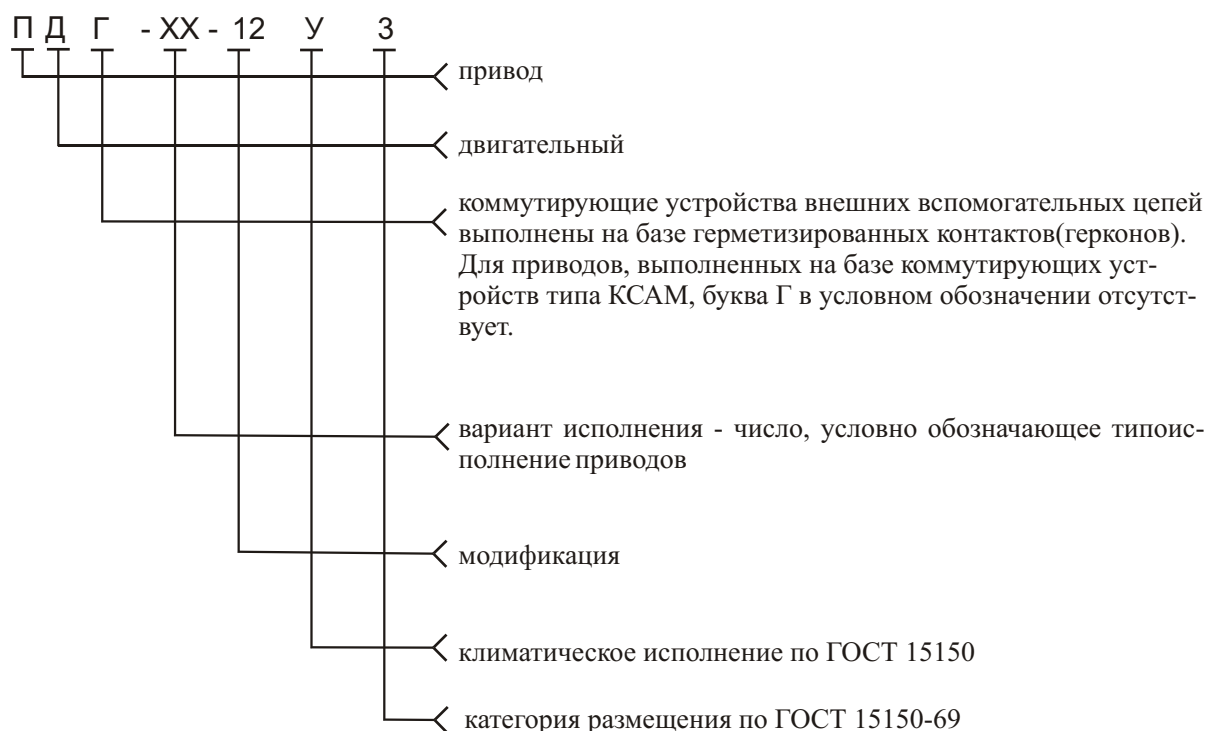 П Д Г - ХХ - 12 У 3
привод
двигательный
коммутирующие устройства внешних вспомогательных цепей
выполнены на базе герметизированных контактов(герконов).
Для приводов, выполненных на базе коммутирующих уст-
ройств типа КСАМ, буква Г в условном обозначении отсутст-
вует.
вариант исполнения - число, условно обозначающее типоис-
полнение приводов
модификация
климатическое исполнение по ГОСТ 15150
категория размещения по ГОСТ 15150-69